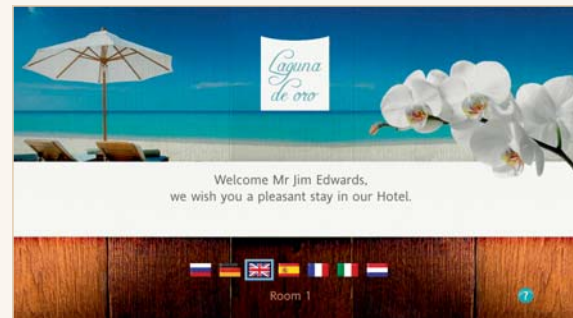 Laguna
de oro
Welcome Mr Jim Edwards,
we wish you a pleasant stay in our Hotel.
Room 1